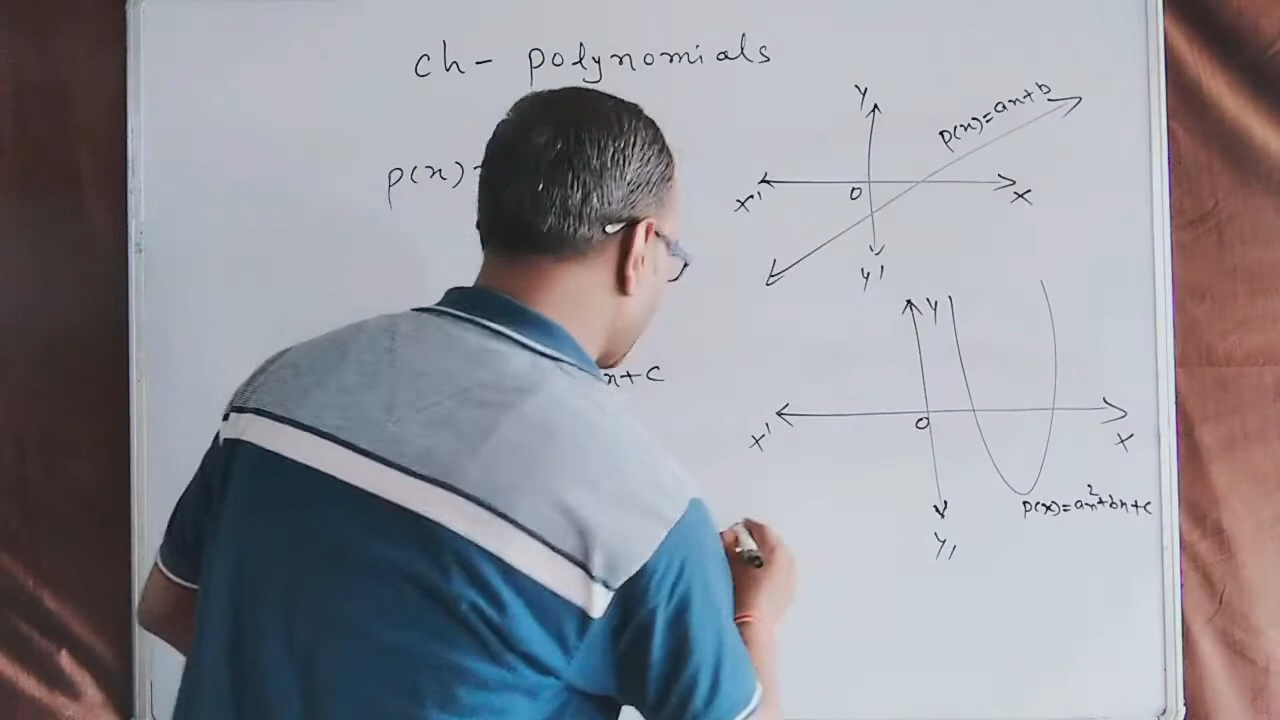 ch- polynomials
p(x)
x+c
Y
p(x)=ax+b
X'
O
X
Y'
Y
X'
O
X
p(x)=ax²+bx+c
Y'